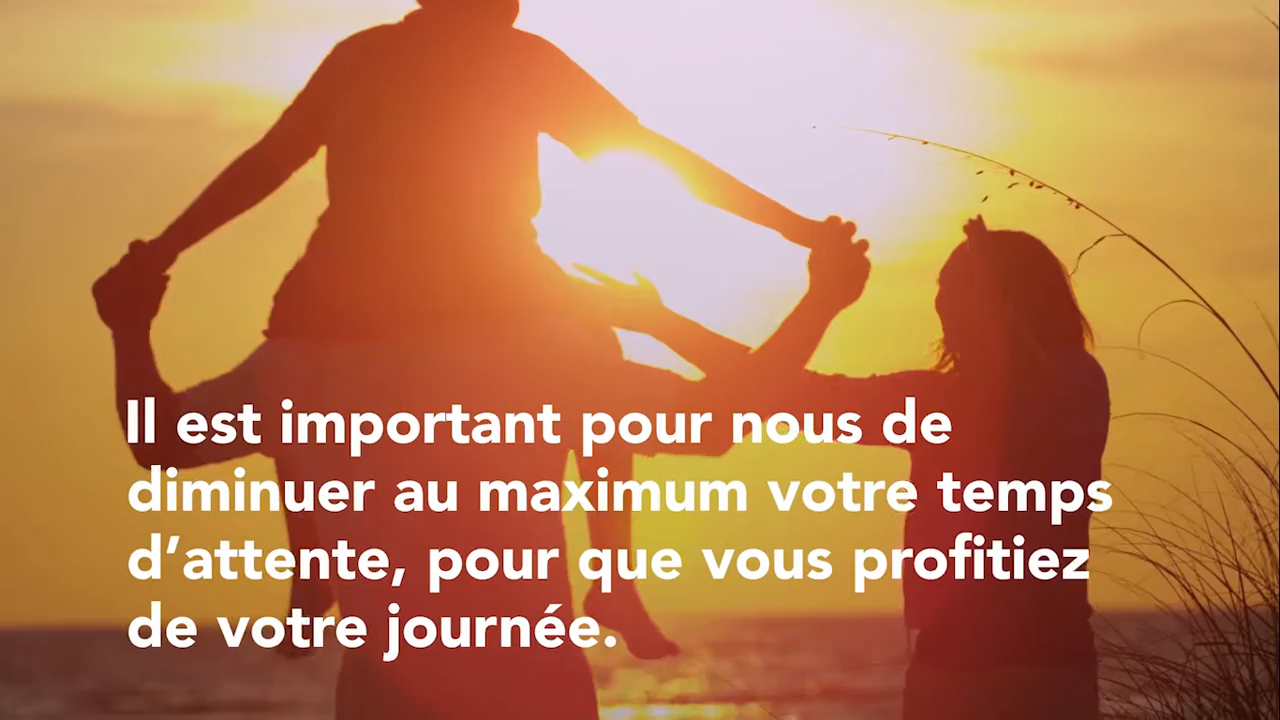 Il est important pour nous de
diminuer au maximum votre temps
d’attente, pour que vous profitiez
de votre journée.